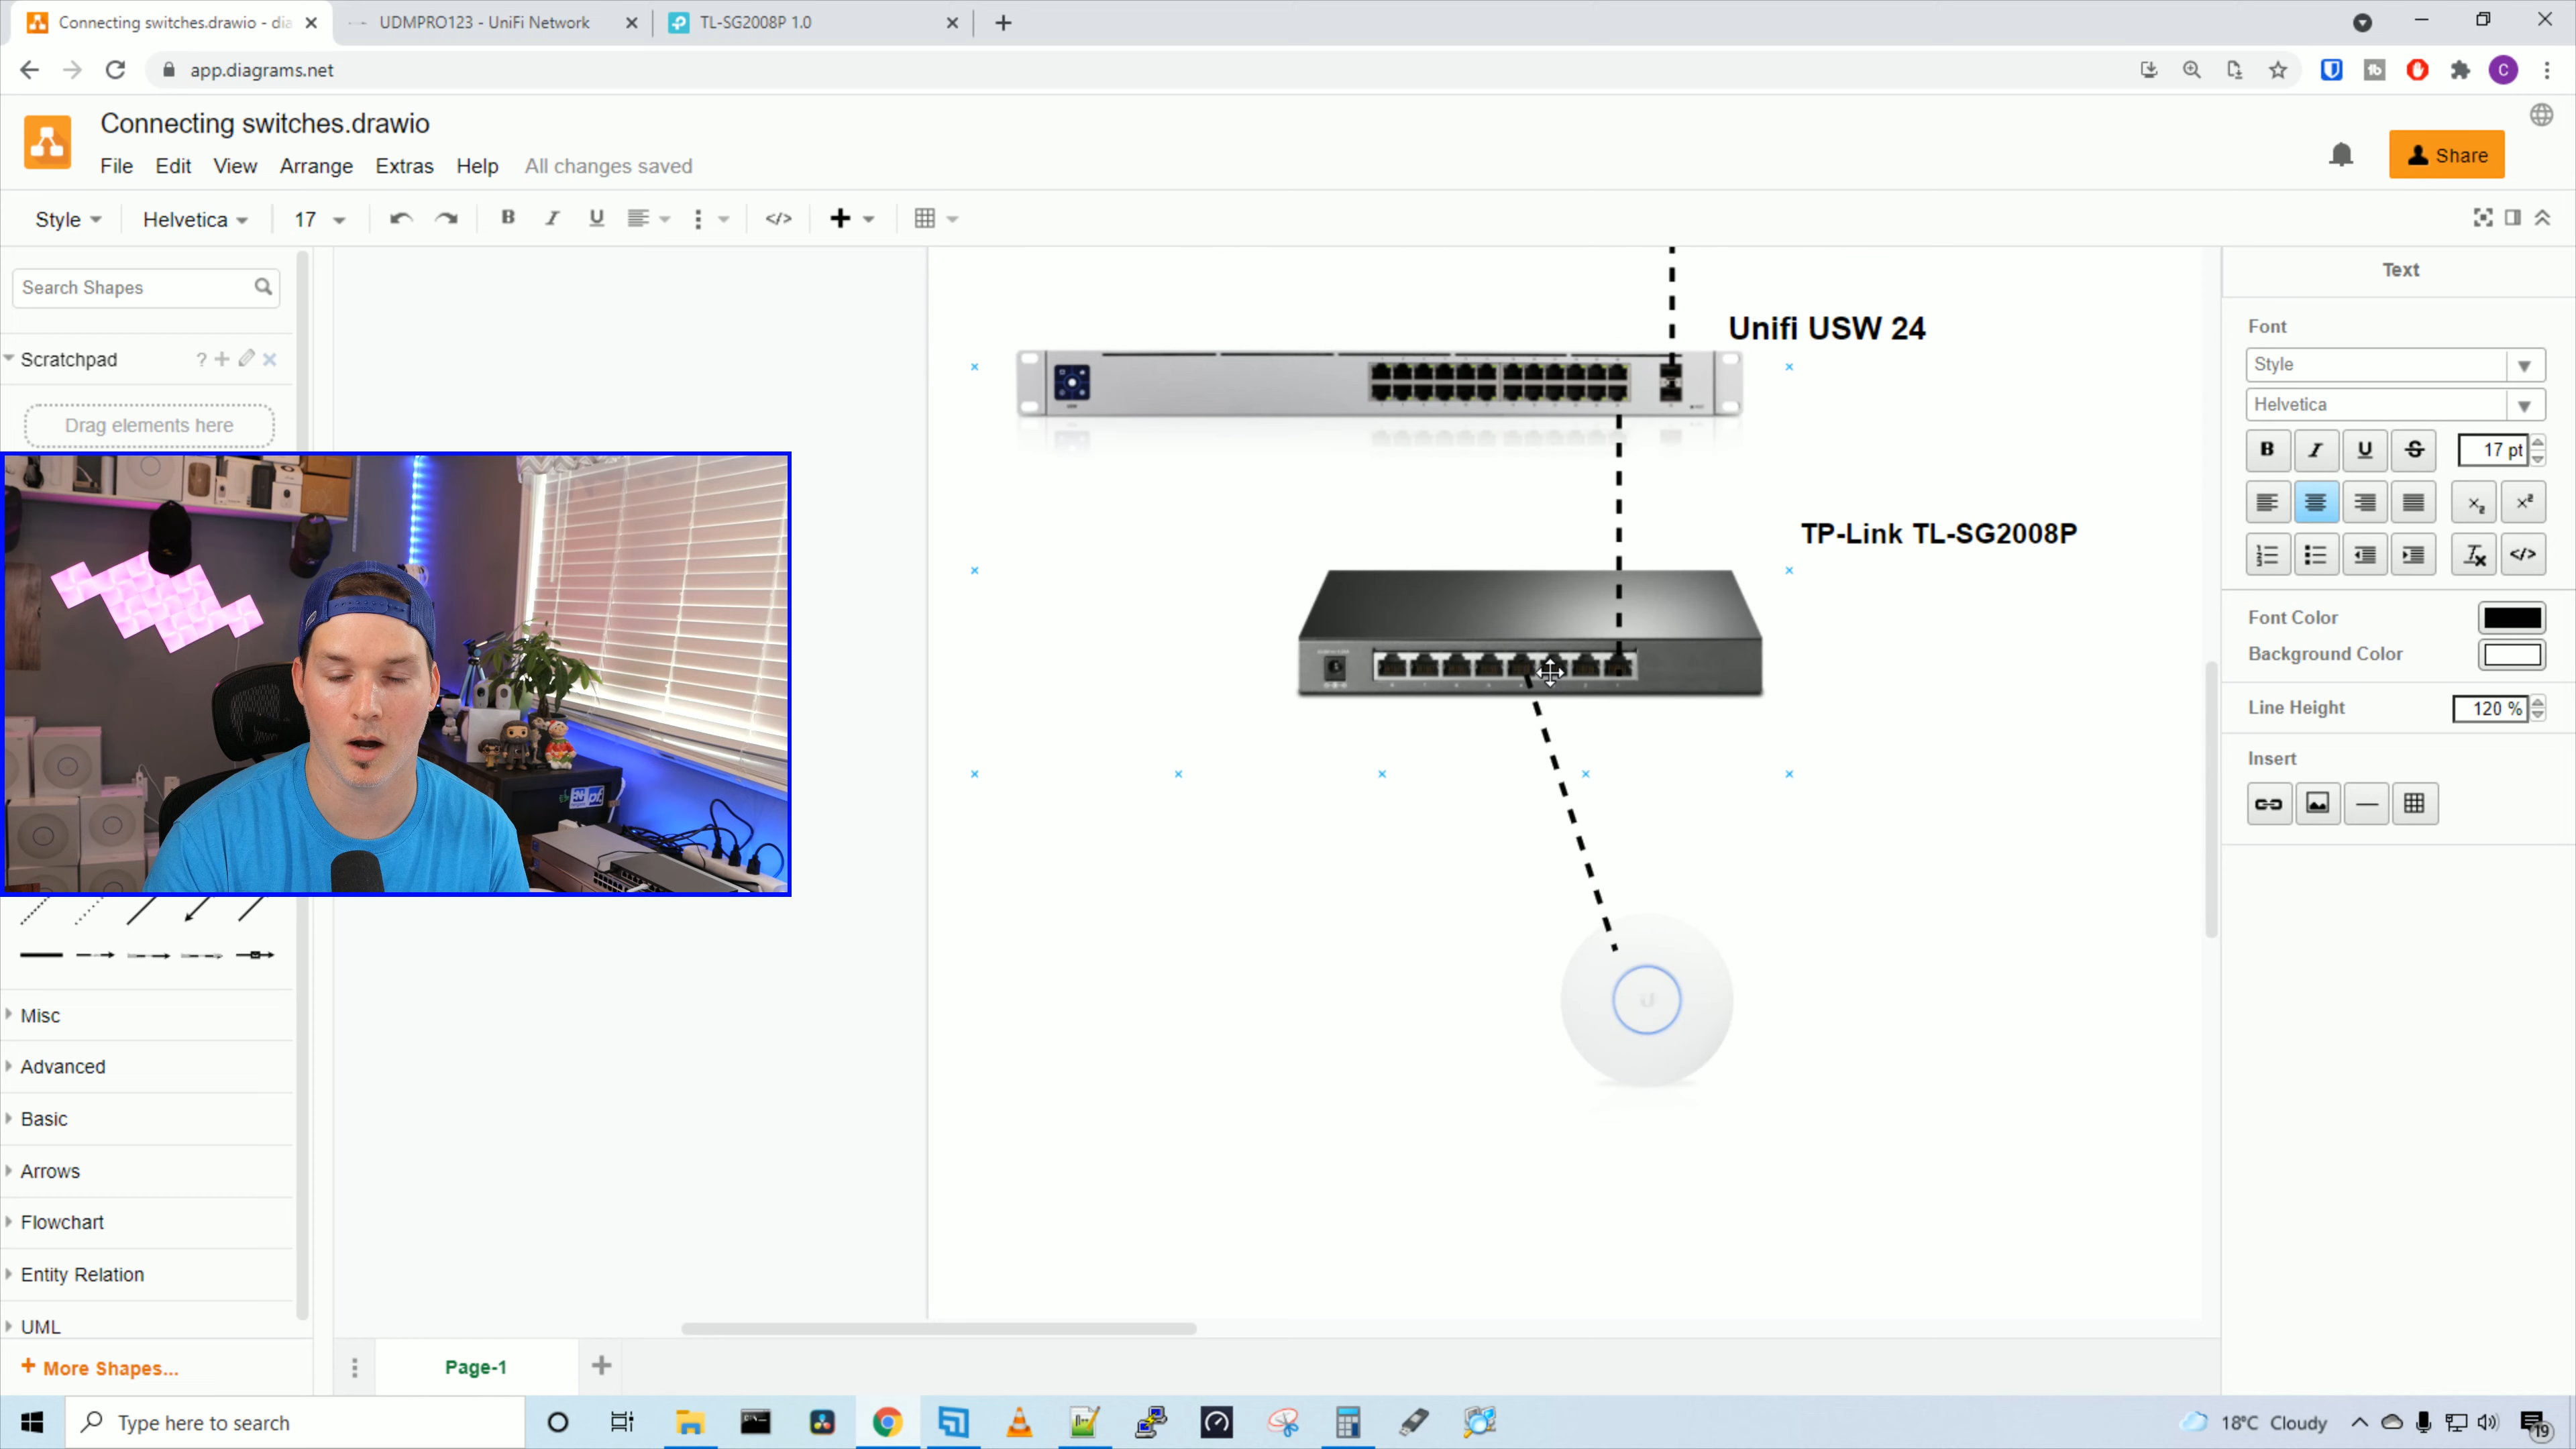 Connecting switches.drawio - dia
UDMPRO123 - UniFi Network
TL-SG2008P 1.0
app.diagrams.net
C
Connecting switches.drawio
File Edit View Arrange Extras Help All changes saved
Share
Style Helvetica 17 B I U </>
Search Shapes
Scratchpad ?
Drag elements here
Misc
Advanced
Basic
Arrows
Flowchart
Entity Relation
UML
+ More Shapes...
Unifi USW 24
TP-Link TL-SG2008P
Text
Font
Style
Helvetica
B I U S 17 pt
Font Color
Background Color
Line Height 120 %
Insert
Page-1
Type here to search
18°C Cloudy
19